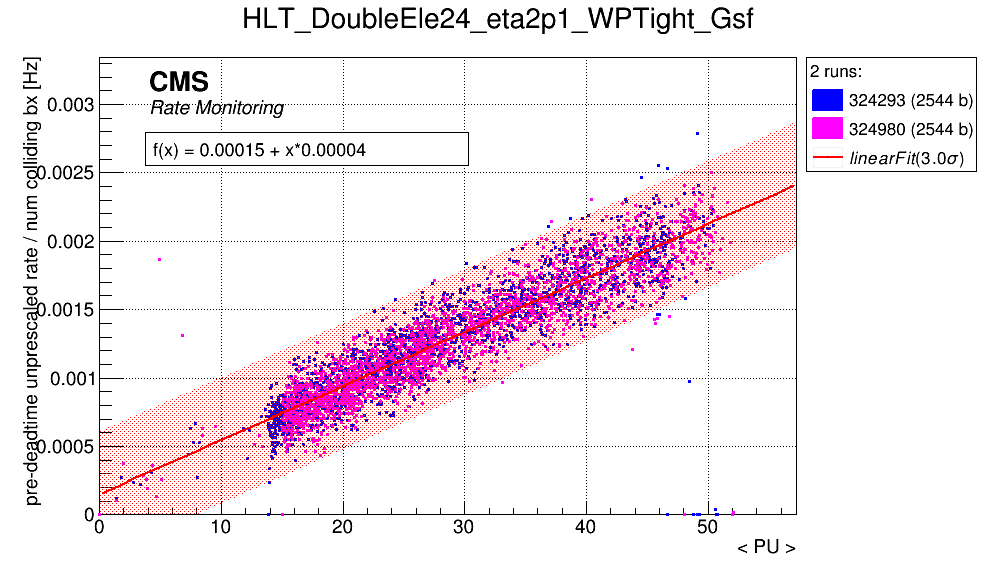 HLT_DoubleEle24_eta2p1_WPTight_Gsf
pre-deadtime unprescaled rate / num colliding bx [Hz]
CMS
Rate Monitoring
f(x) = 0.00015 + x*0.00004
0.003
0.0025
0.002
0.0015
0.001
0.0005
0
0 10 20 30 40 50
< PU >
2 runs:
324293 (2544 b)
324980 (2544 b)
linearFit(3.0σ)